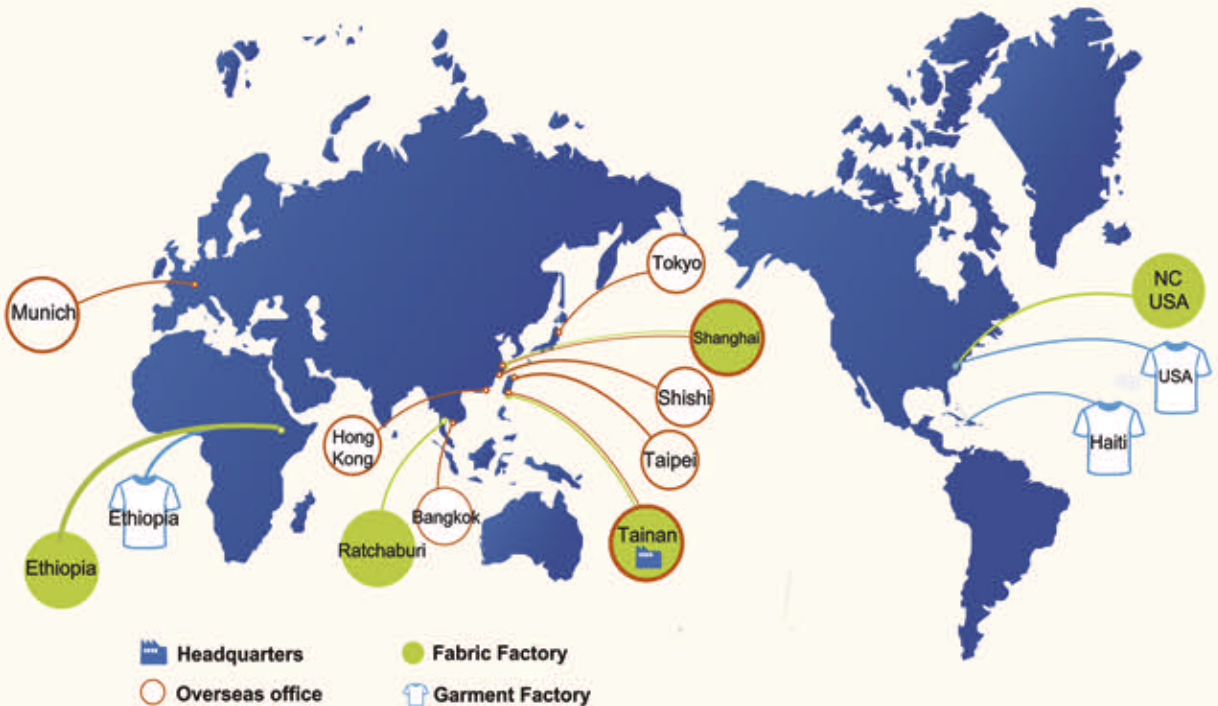 Tokyo
NC
USA
Munich
Shanghai
USA
Shishi
Hong
Kong
Taipei
Haiti
Ethiopia
Bangkok
Tainan
Ratchaburi
Ethiopia
Headquarters
Fabric Factory
Overseas office
Garment Factory